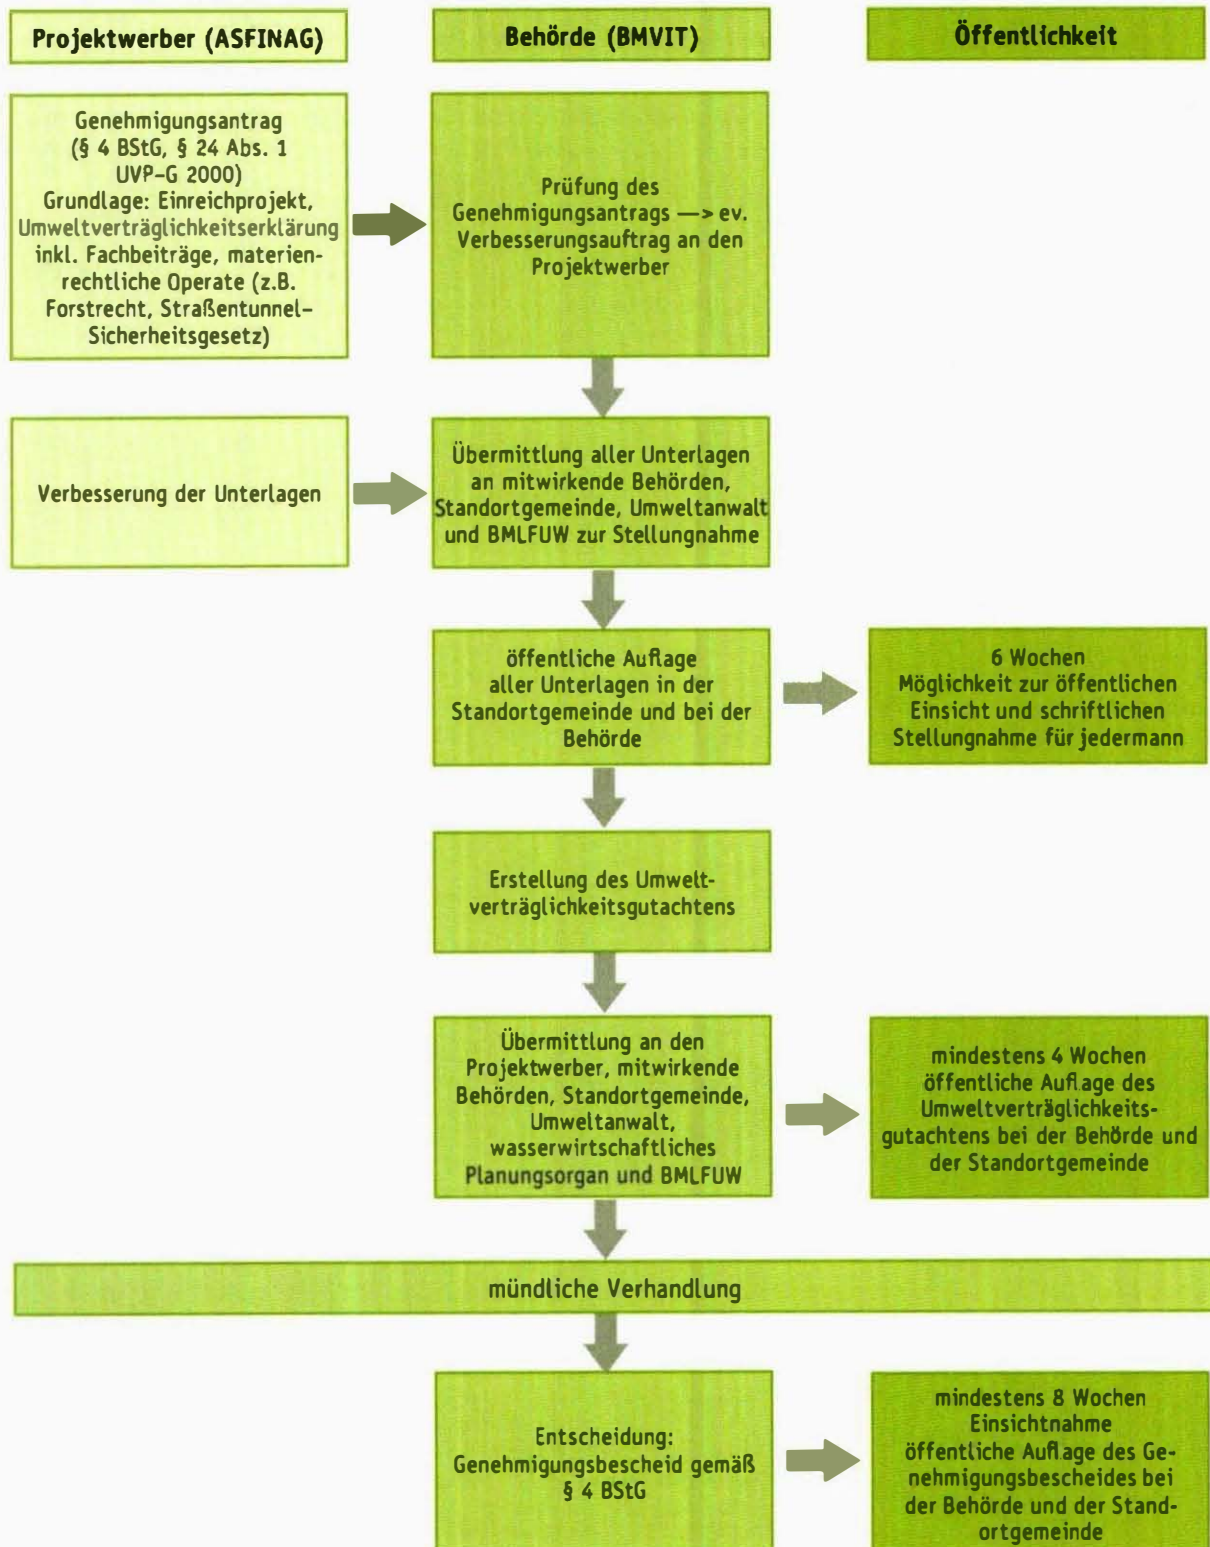 Projektwerber (ASFINAG)
Behörde (BMVIT)
Öffentlichkeit
Genehmigungsantrag
(§ 4 BStG, § 24 Abs. 1
UVP-G 2000)
Grundlage: Einreichprojekt,
Umweltverträglichkeitserklärung
inkl. Fachbeiträge, materien-
rechtliche Operate (z.B.
Forstrecht, Straßentunnel-
Sicherheitsgesetz)
Prüfung des
Genehmigungsantrags —> ev.
Verbesserungsauftrag an den
Projektwerber
Verbesserung der Unterlagen
Übermittlung aller Unterlagen
an mitwirkende Behörden,
Standortgemeinde, Umweltanwalt
und BMLFUW zur Stellungnahme
öffentliche Auflage
aller Unterlagen in der
Standortgemeinde und bei der
Behörde
6 Wochen
Möglichkeit zur öffentlichen
Einsicht und schriftlichen
Stellungnahme für jedermann
Erstellung des Umwelt-
verträglichkeitsgutachtens
Übermittlung an den
Projektwerber, mitwirkende
Behörden, Standortgemeinde,
Umweltanwalt,
wasserwirtschaftliches
Planungsorgan und BMLFUW
mindestens 4 Wochen
öffentliche Auflage des
Umweltverträglichkeits-
gutachtens bei der Behörde und
der Standortgemeinde
mündliche Verhandlung
Entscheidung:
Genehmigungsbescheid gemäß
§ 4 BStG
mindestens 8 Wochen
Einsichtnahme
öffentliche Auflage des Ge-
nehmigungsbescheides bei
der Behörde und der Stand-
ortgemeinde